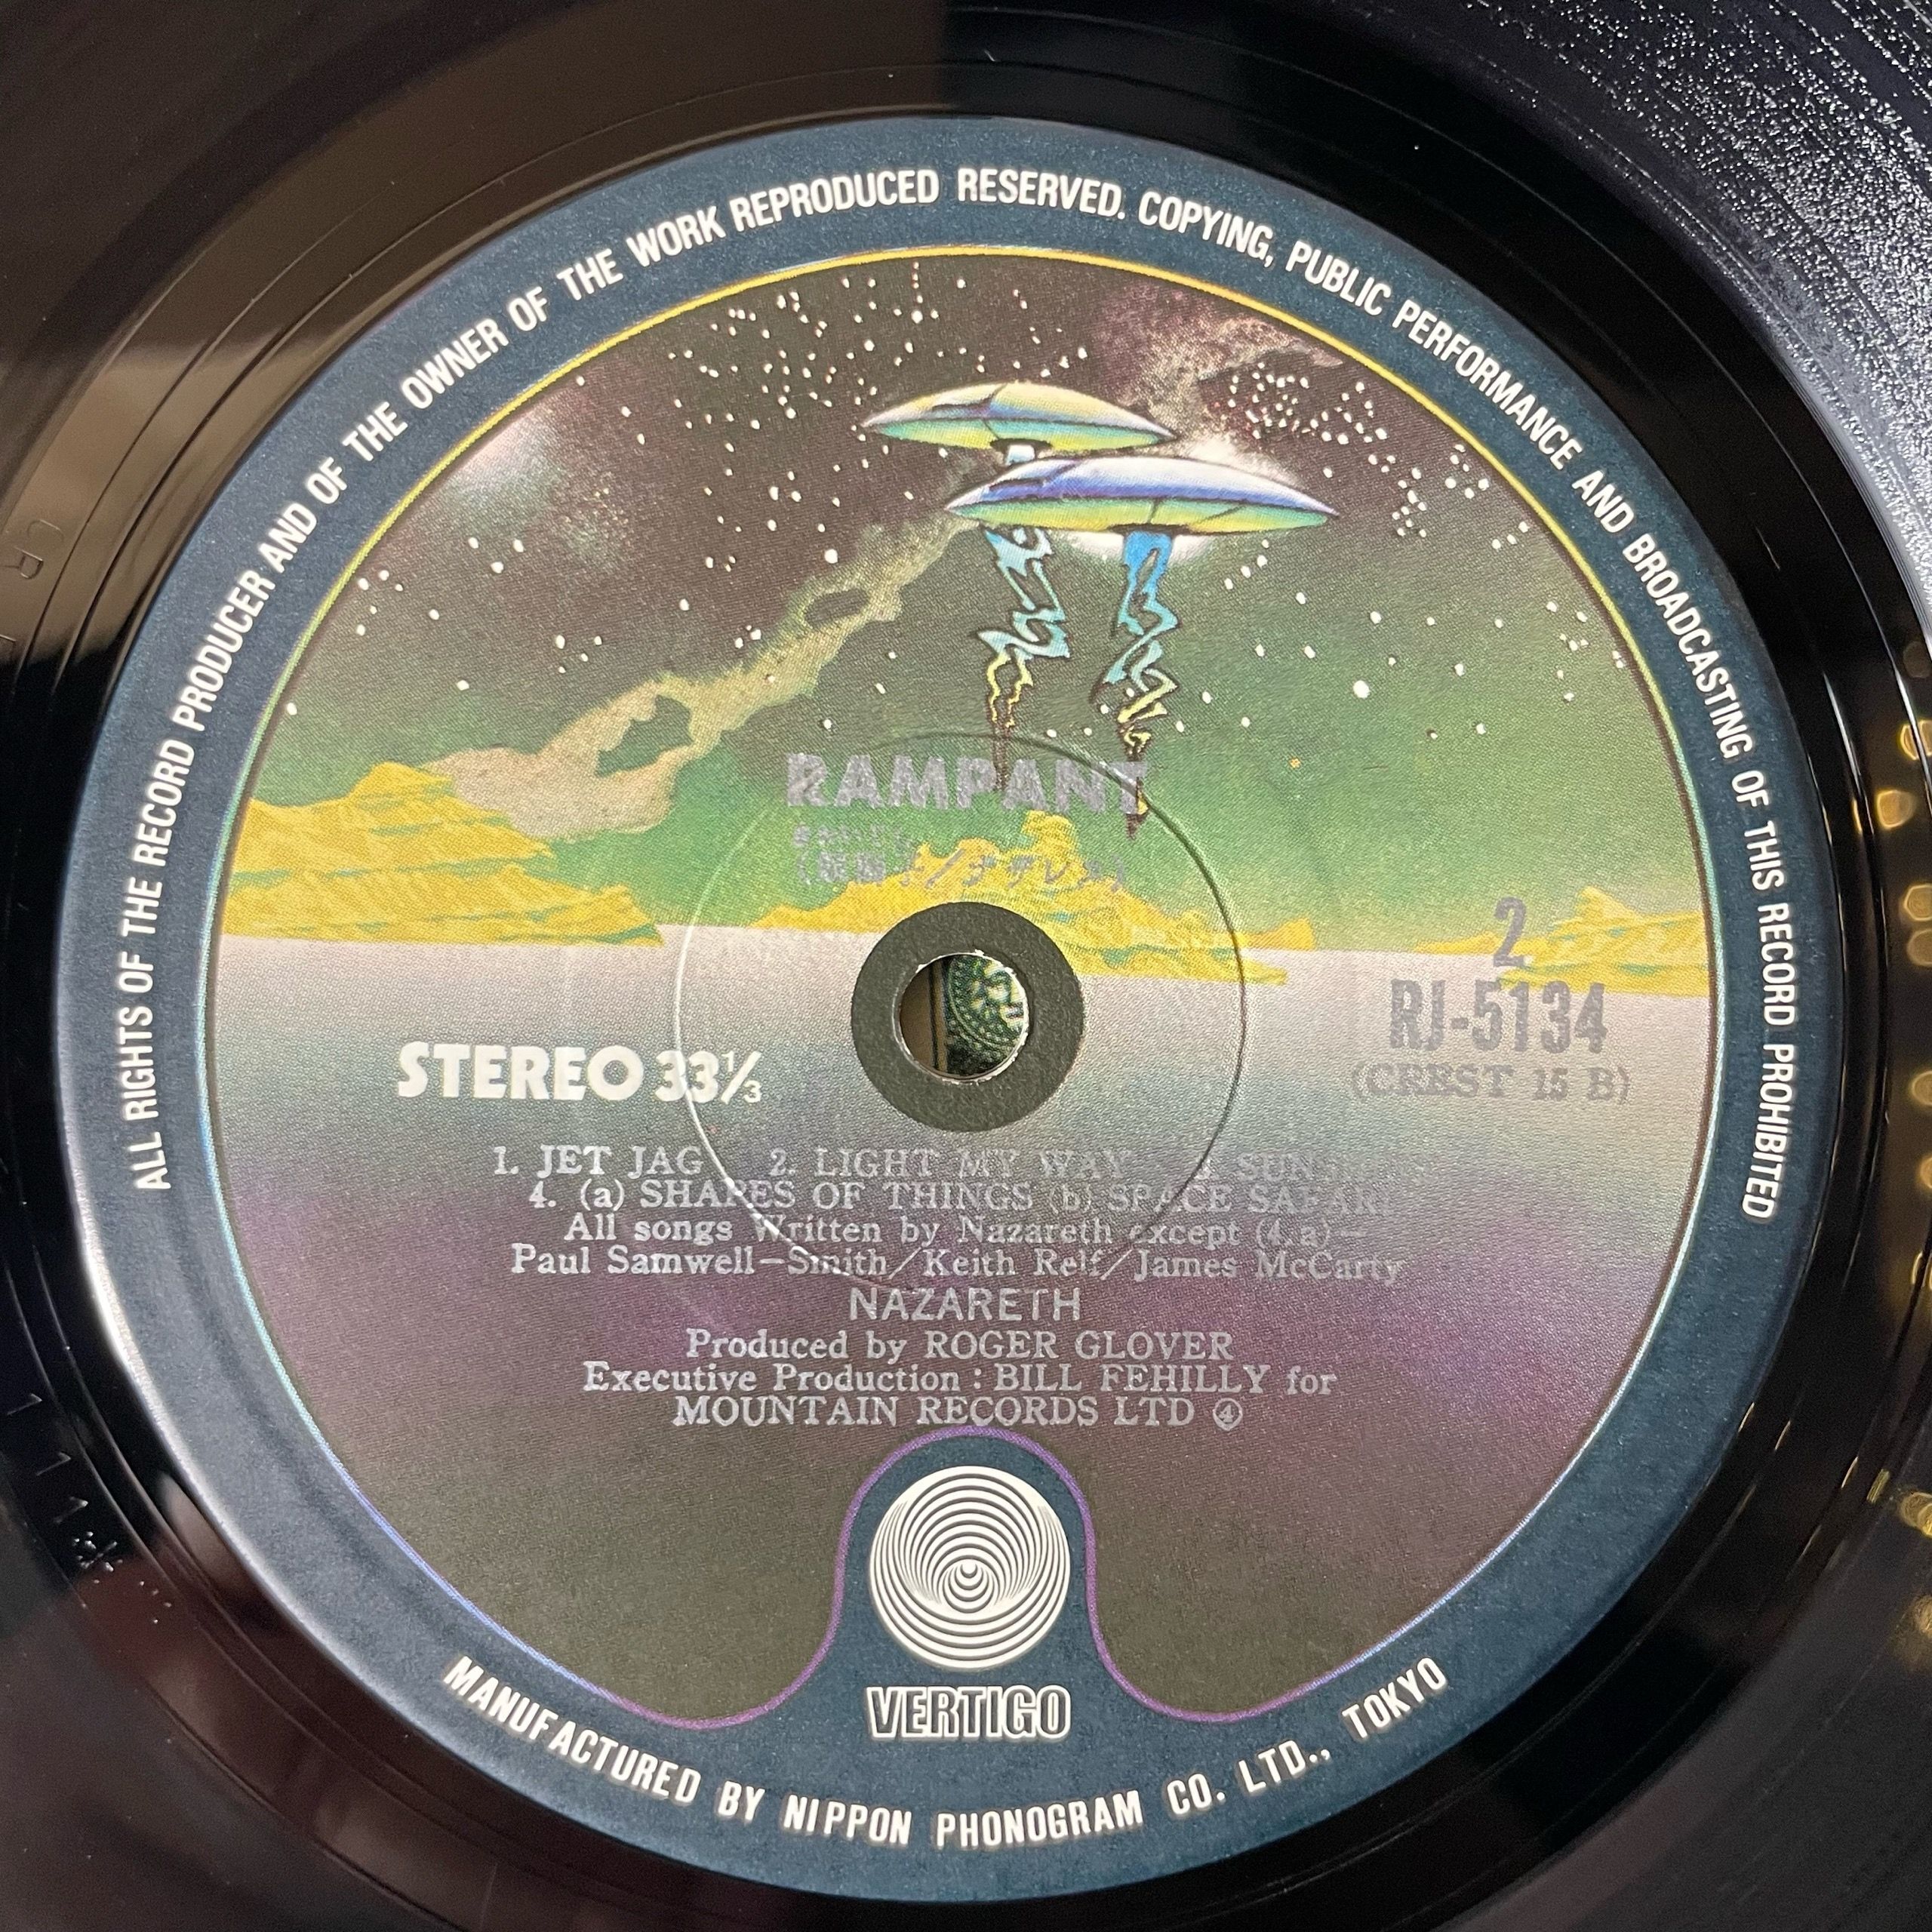 ALL RIGHTS OF THE RECORD PRODUCER AND OF THE OWNER OF THE WORK REPRODUCED RESERVED. COPYING, PUBLIC PERFORMANCE AND BROADCASTING OF THIS RECORD PROHIBITED
RAMPANT
2
RJ-5134
(CREST 15 B)
STEREO 33⅓
1. JET JAG 2. LIGHT MY WAY
4. (a) SHAPES OF THINGS (b) SPACE SAFARI
All songs Written by Nazareth except (4, a)—
Paul Samwell-Smith/Keith Relf/James McCarty
NAZARETH
Produced by ROGER GLOVER
Executive Production : BILL FEHILLY for
MOUNTAIN RECORDS LTD ④
VERTIGO
MANUFACTURED BY NIPPON PHONOGRAM CO. LTD., TOKYO